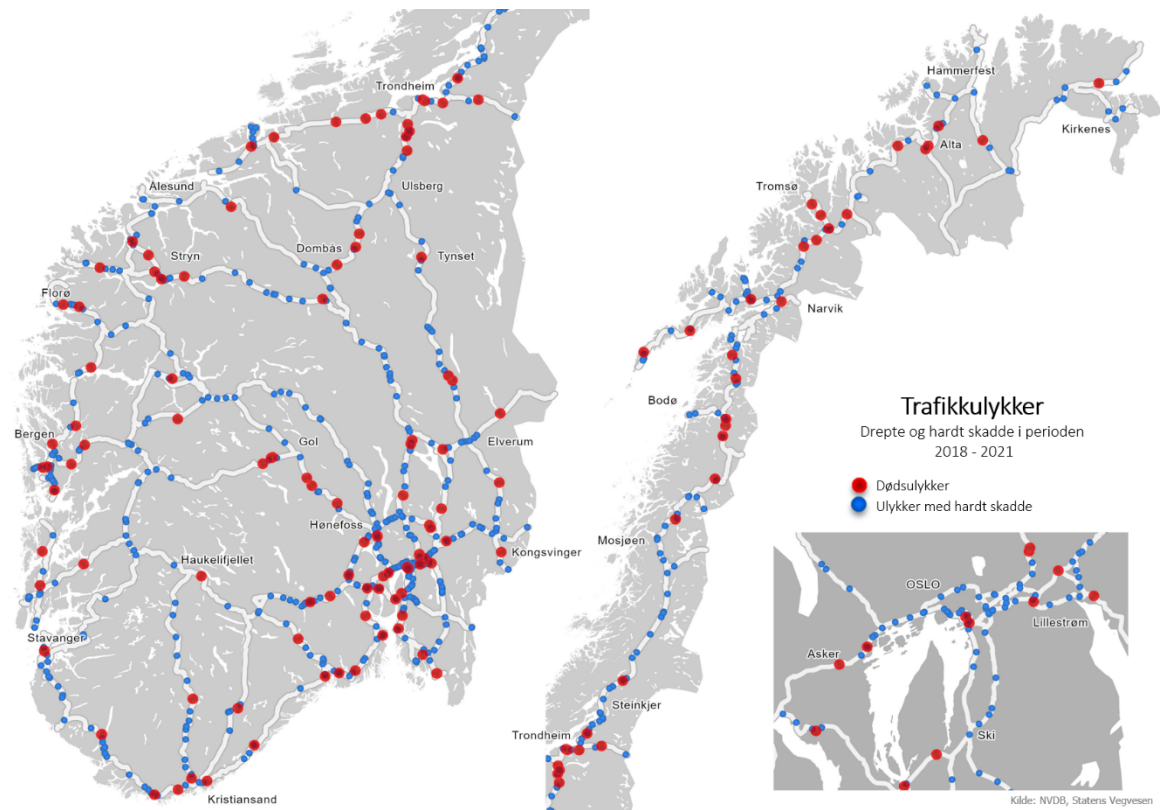 Trondheim
Ålesund
Ulsberg
Dombås
Tynset
Stryn
Florø
Bergen
Gol
Elverum
Hønefoss
Kongsvinger
Haukelifjellet
Stavanger
Kristiansand
Hammerfest
Kirkenes
Alta
Tromsø
Narvik
Bodø
Mosjøen
Steinkjer
Trondheim
Trafikkulykker
Drepte og hardt skadde i perioden
2018 - 2021
Dødsulykker
Ulykker med hardt skadde
OSLO
Lillestrøm
Asker
Ski
Kilde: NVDB, Statens Vegvesen